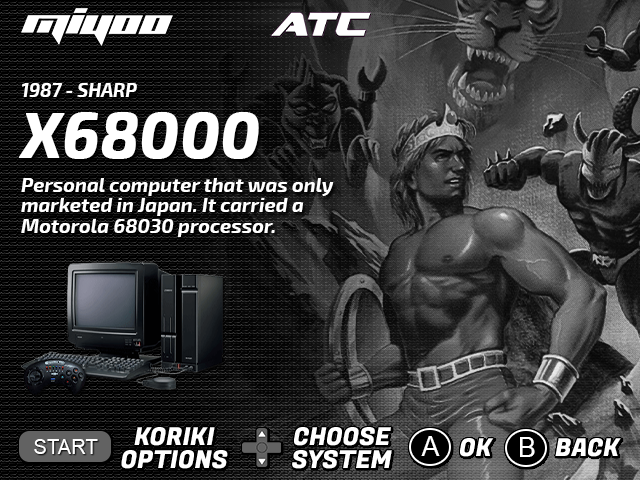 miyoo
ATC
1987 - SHARP
X68000
Personal computer that was only
marketed in Japan. It carried a
Motorola 68030 processor.
START
KORIKI
OPTIONS
CHOOSE
SYSTEM
A OK
B BACK